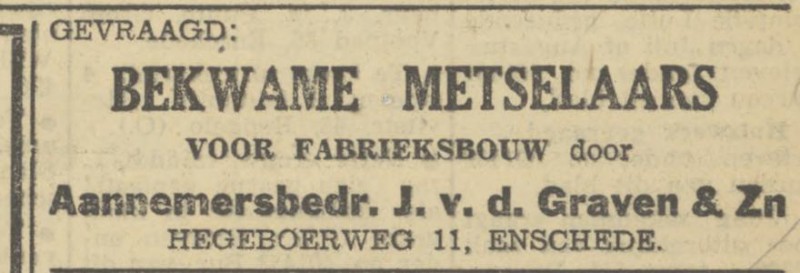 GEVRAAGD:
BEKWAME METSELAARS
VOOR FABRIEKSBOUW door
Aannemersbedr. J. v. d. Graven & Zn
HEGEBOERWEG 11, ENSCHEDE.